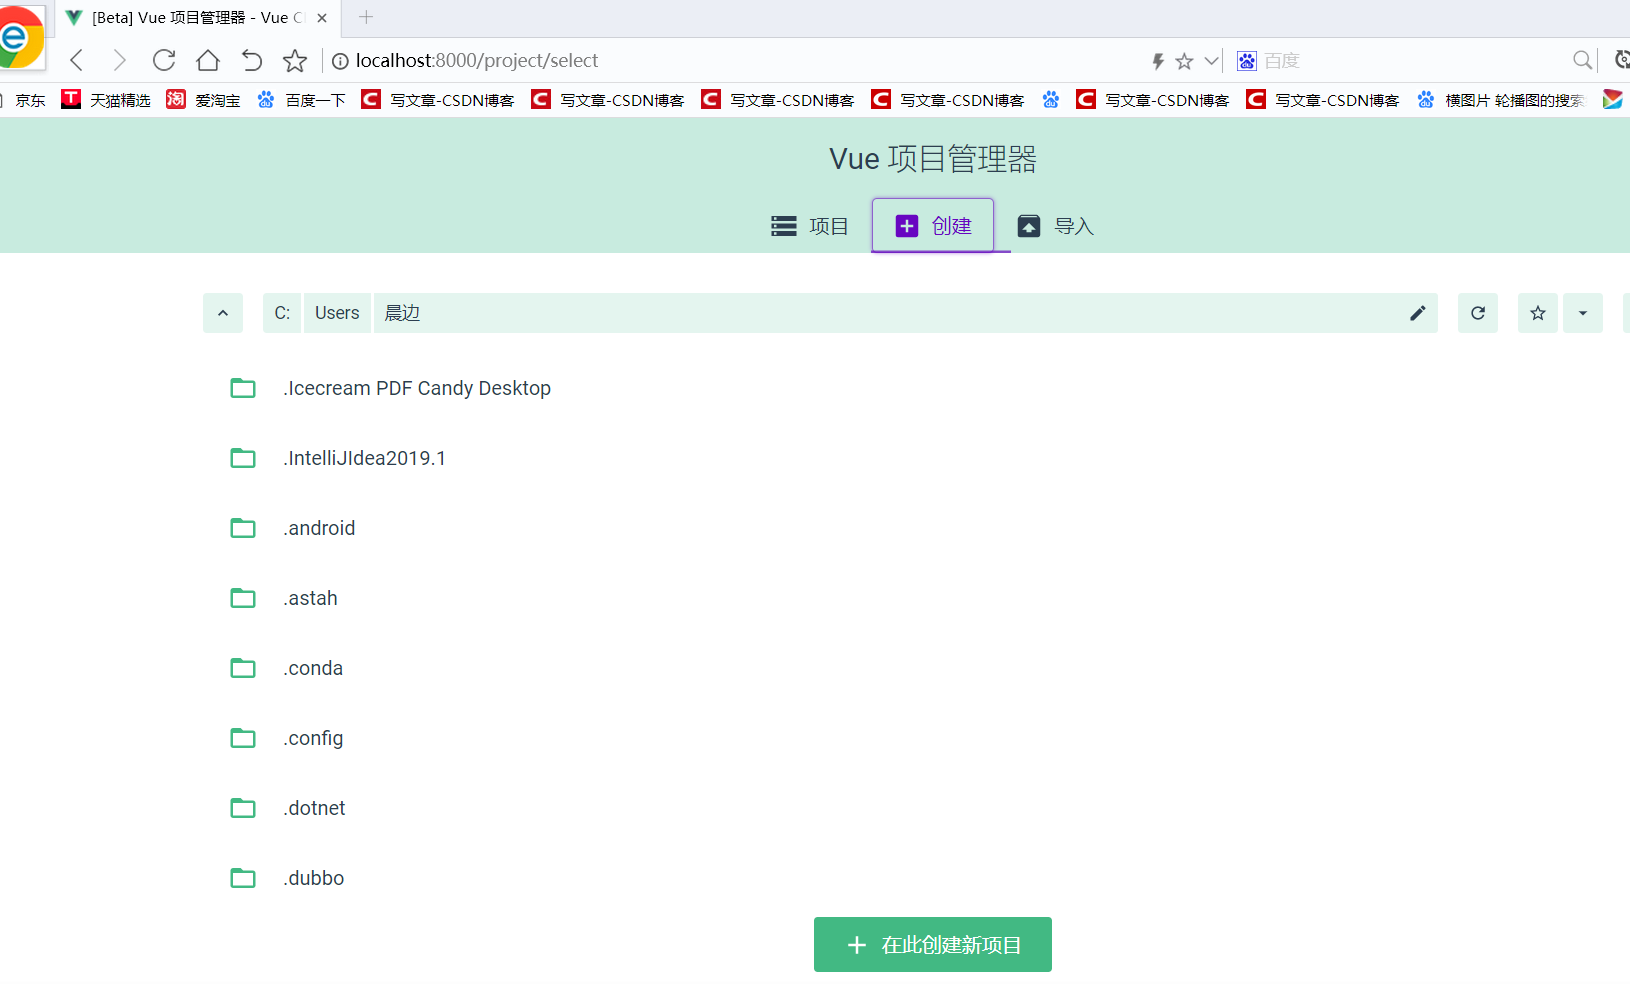 [Beta] Vue 项目管理器 - Vue C
localhost:8000/project/select
百度
京东 天猫精选 爱淘宝 百度一下 写文章-CSDN博客 写文章-CSDN博客 写文章-CSDN博客 写文章-CSDN博客 写文章-CSDN博客 写文章-CSDN博客 横图片 轮播图的搜索
Vue 项目管理器
项目 创建 导入
C: Users 晨边
.Icecream PDF Candy Desktop
.IntelliJIdea2019.1
.android
.astah
.conda
.config
.dotnet
.dubbo
在此创建新项目